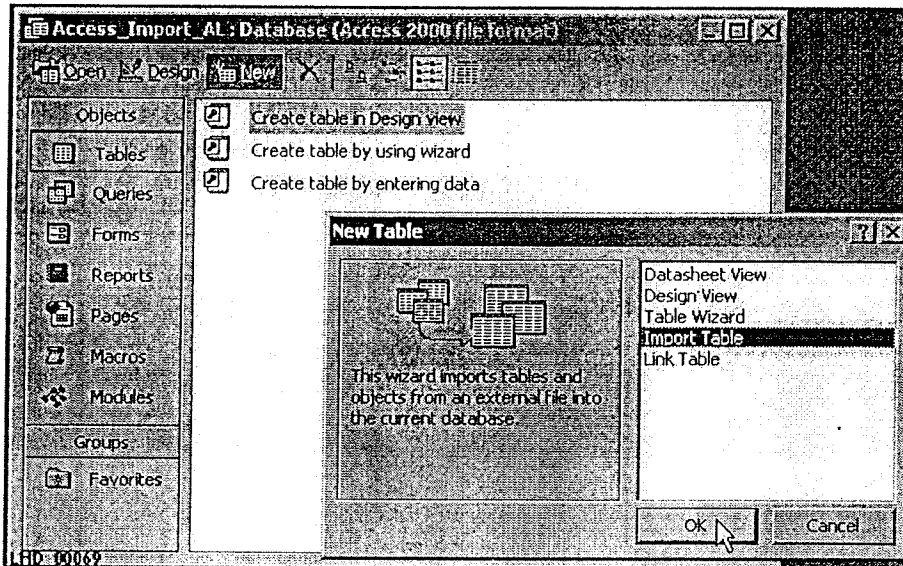 Access_Import_AL : Database (Access 2000 file format)
Open Design New
Objects
Tables
Queries
Forms
Reports
Pages
Macros
Modules
Groups
Favorites
Create table in Design view
Create table by using wizard
Create table by entering data
New Table
This wizard imports tables and
objects from an external file into
the current database.
Datasheet View
Design View
Table Wizard
Import Table
Link Table
OK Cancel
LHD 00069